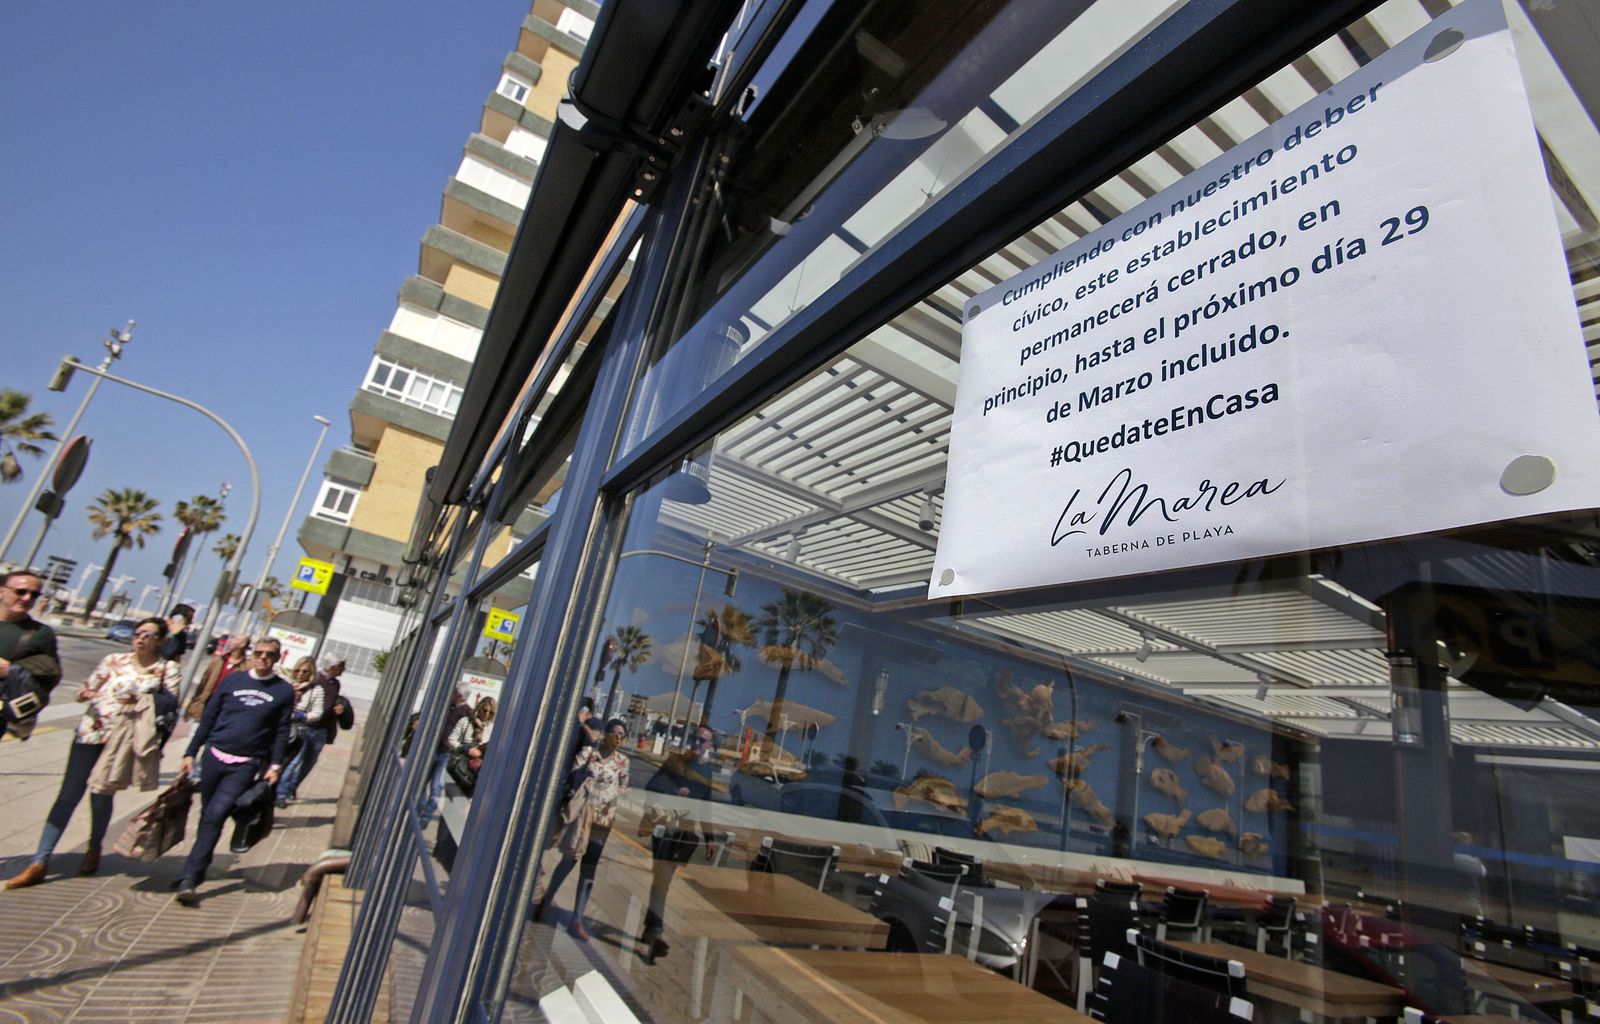 Cumpliendo con nuestro deber
cívico, este establecimiento
permanecerá cerrado, en
principio, hasta el próximo día 29
de Marzo incluido.
#QuedateEnCasa
La Marea
TABERNA DE PLAYA
P
a calle
P